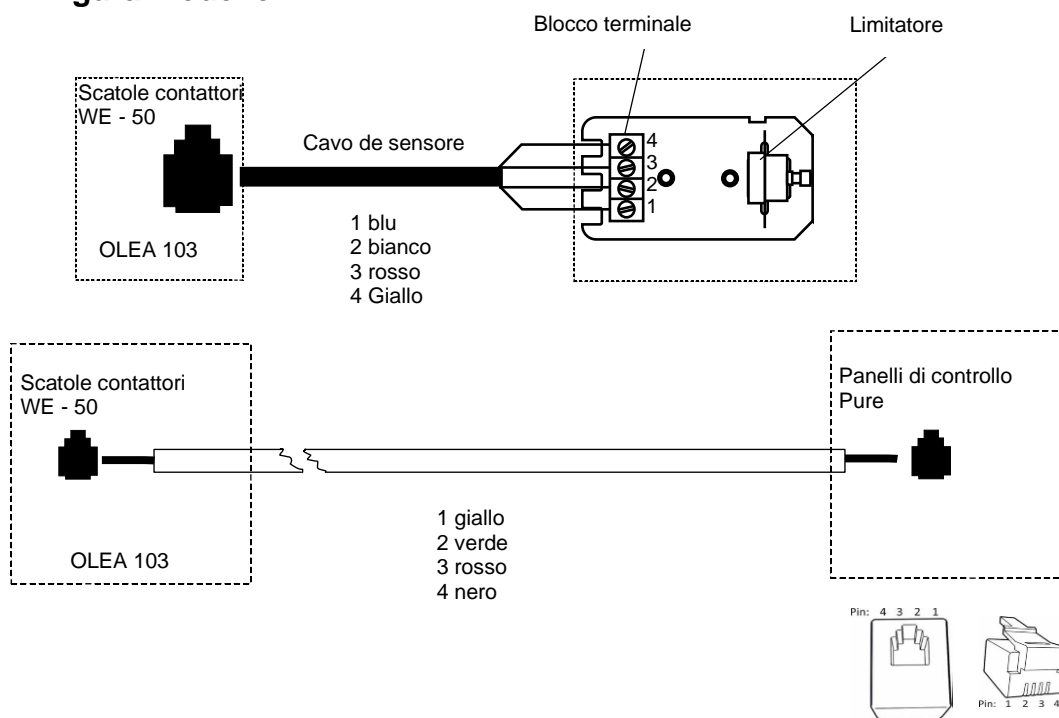 Blocco terminale
Limitatore
Scatole contattori
WE - 50
Cavo de sensore
4
3
2
1
OLEA 103
1 blu
2 bianco
3 rosso
4 Giallo
Scatole contattori
WE - 50
Panelli di controllo
Pure
1 giallo
2 verde
3 rosso
4 nero
OLEA 103
Pin: 4 3 2 1
Pin: 1 2 3 4